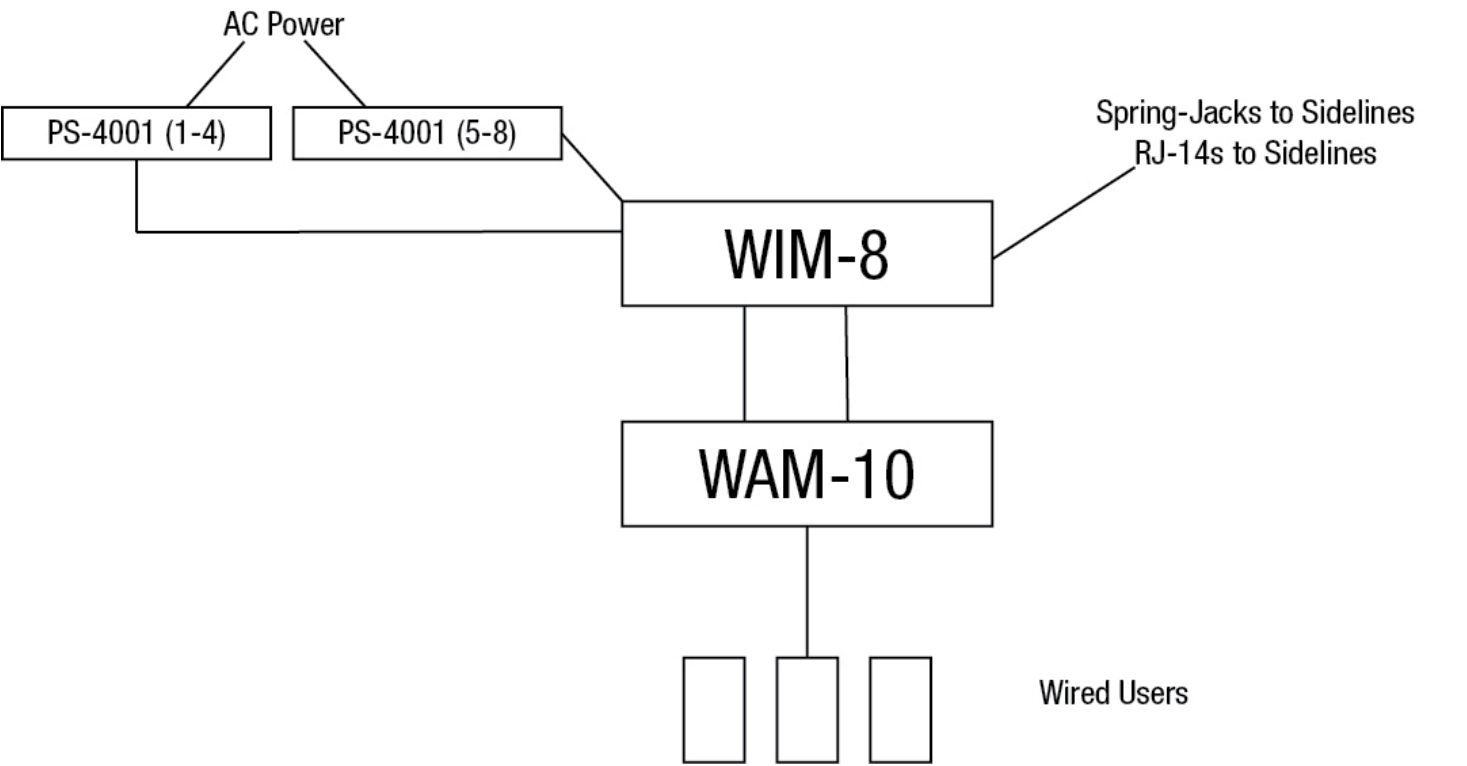 AC Power
PS-4001 (1-4)
PS-4001 (5-8)
Spring-Jacks to Sidelines
RJ-14s to Sidelines
WIM-8
WAM-10
Wired Users